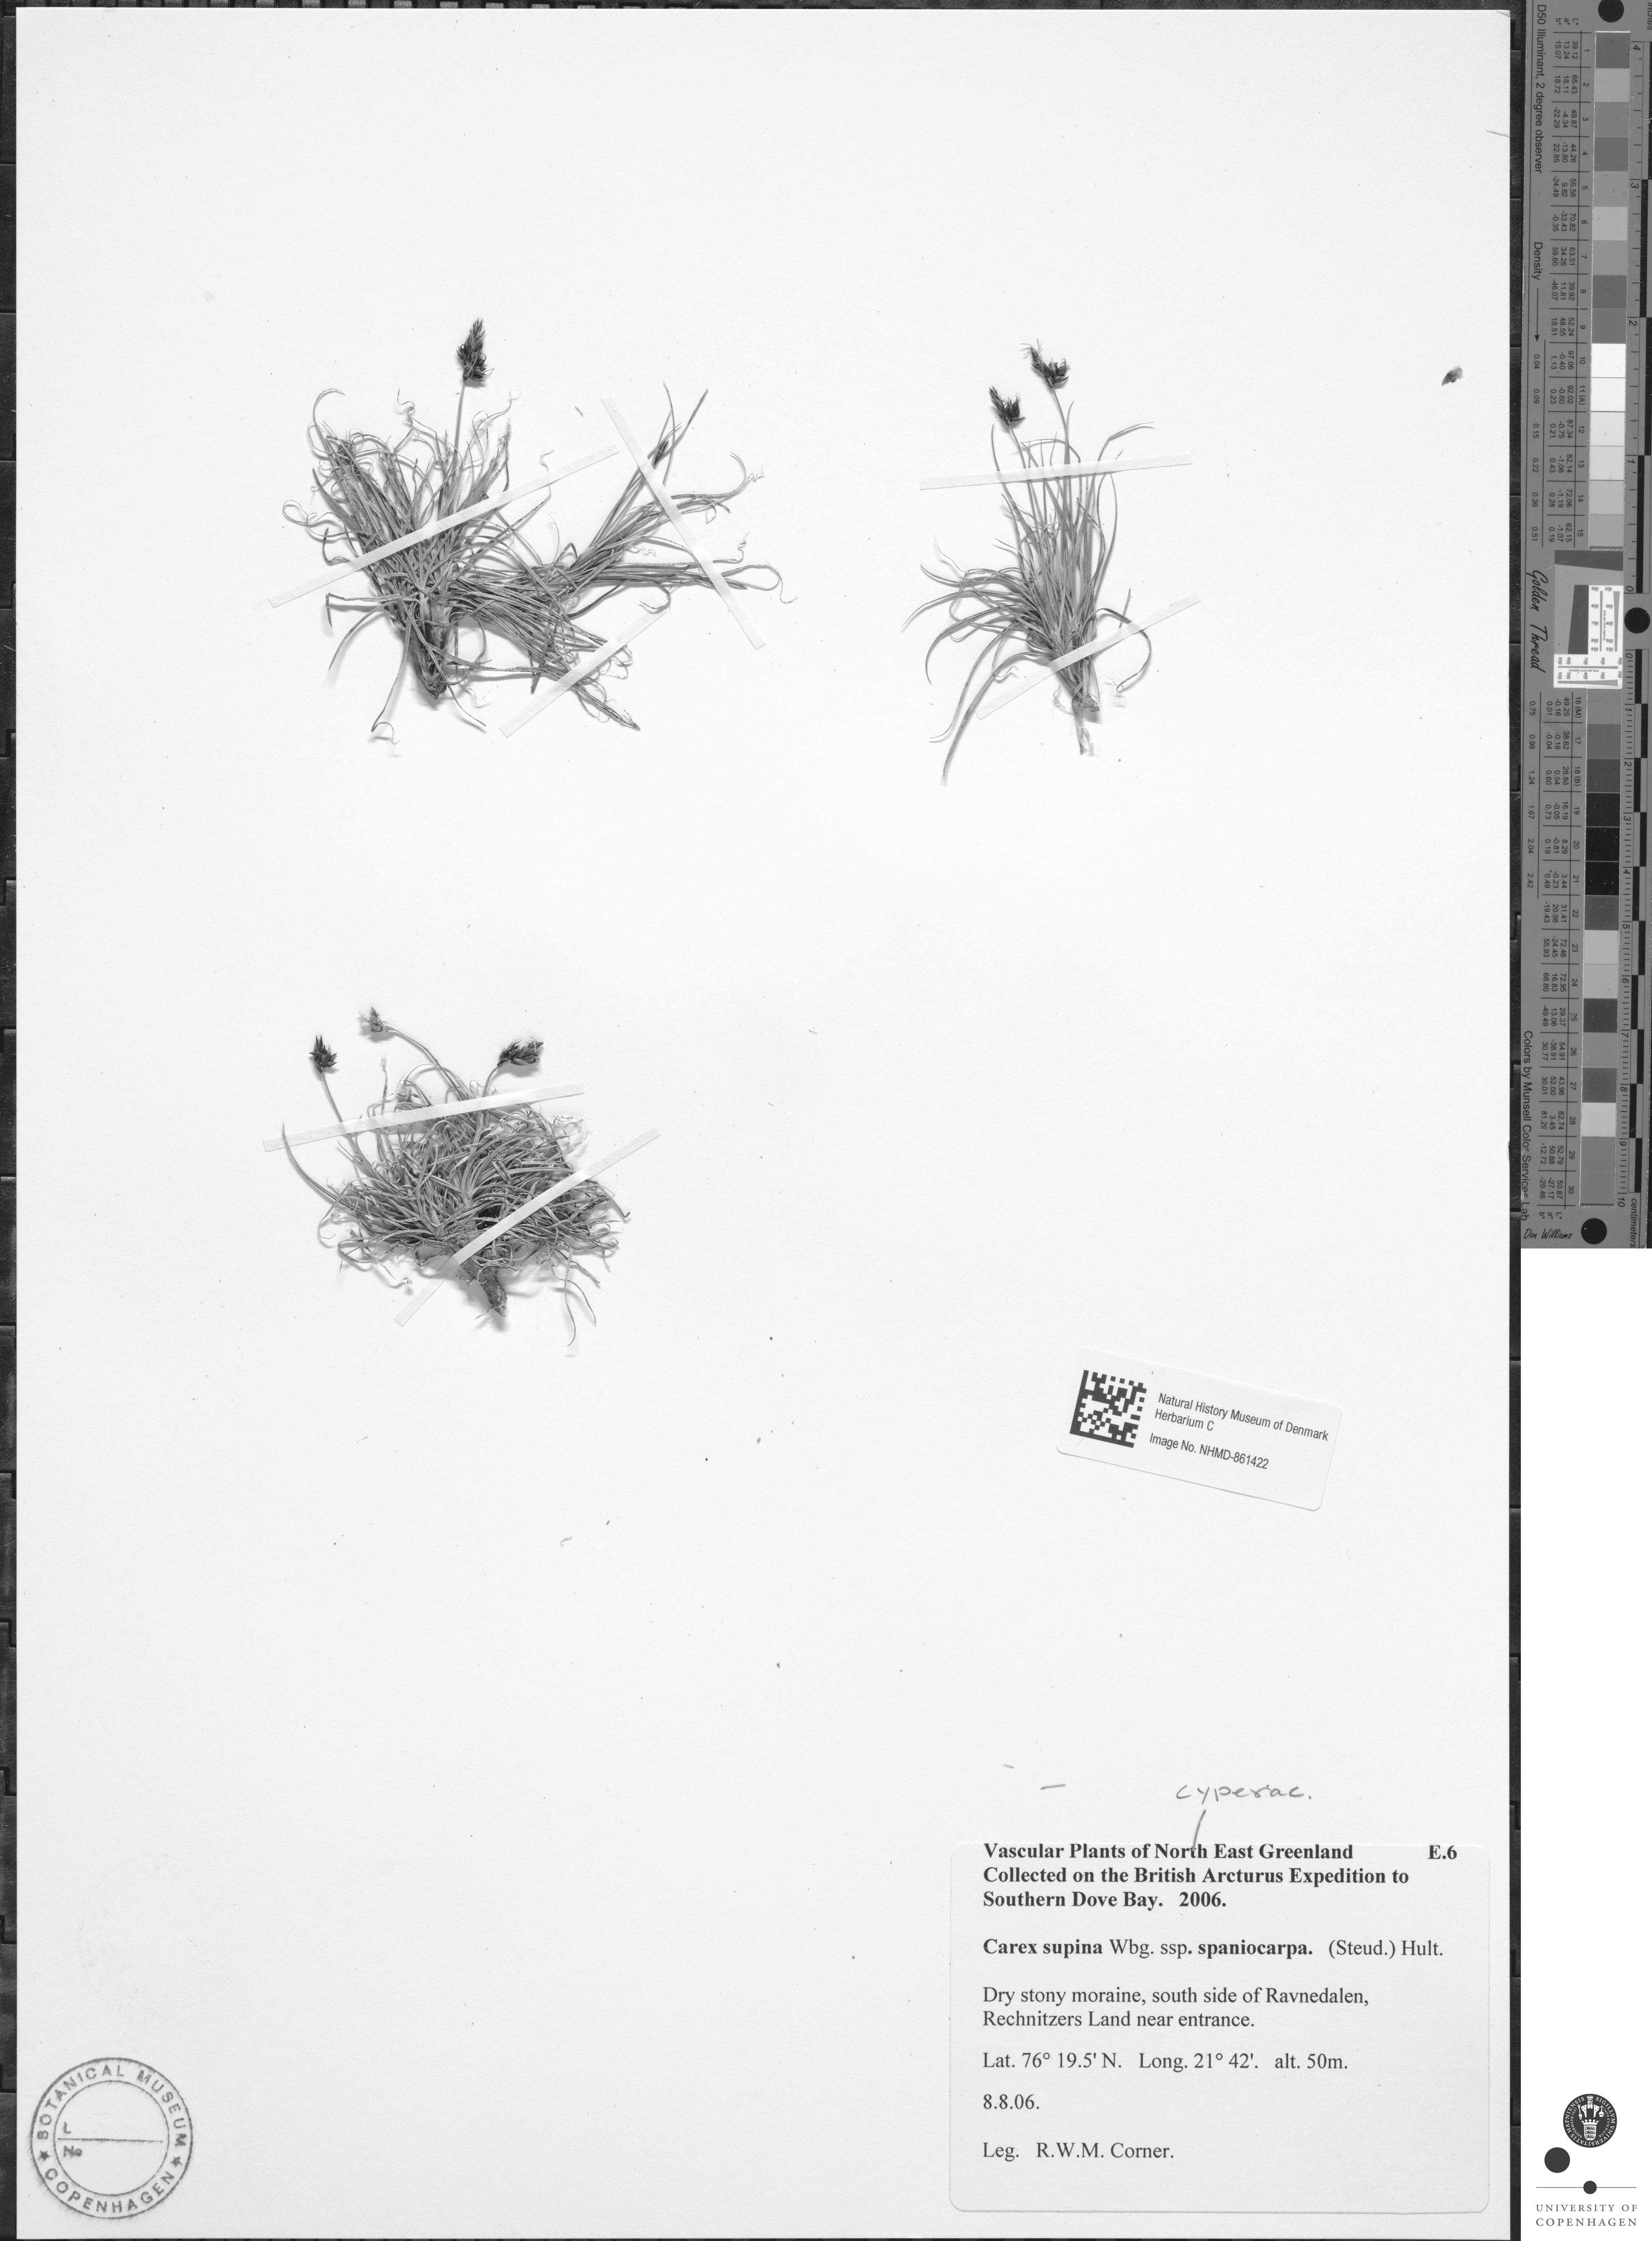 Natural History Museum of Denmark
Herbarium C
Image No. NHMD-861422
cyperac.
Vascular Plants of North East Greenland E.6
Collected on the British Arcturus Expedition to
Southern Dove Bay. 2006.
Carex supina Wbg. ssp. spaniocarpa. (Steud.) Hult.
Dry stony moraine, south side of Ravnedalen,
Rechnitzers Land near entrance.
Lat. 76° 19.5' N. Long. 21° 42'. alt. 50m.
8.8.06.
Leg. R.W.M. Corner.
BOTANICAL MUSEUM
L
No
COPENHAGEN
D50 Illuminant, 2 degree observer
Density
Golden Thread
Colors by Munsell Color Services Lab
Don Williams
inches
centimeters
UNIVERSITY OF
COPENHAGEN